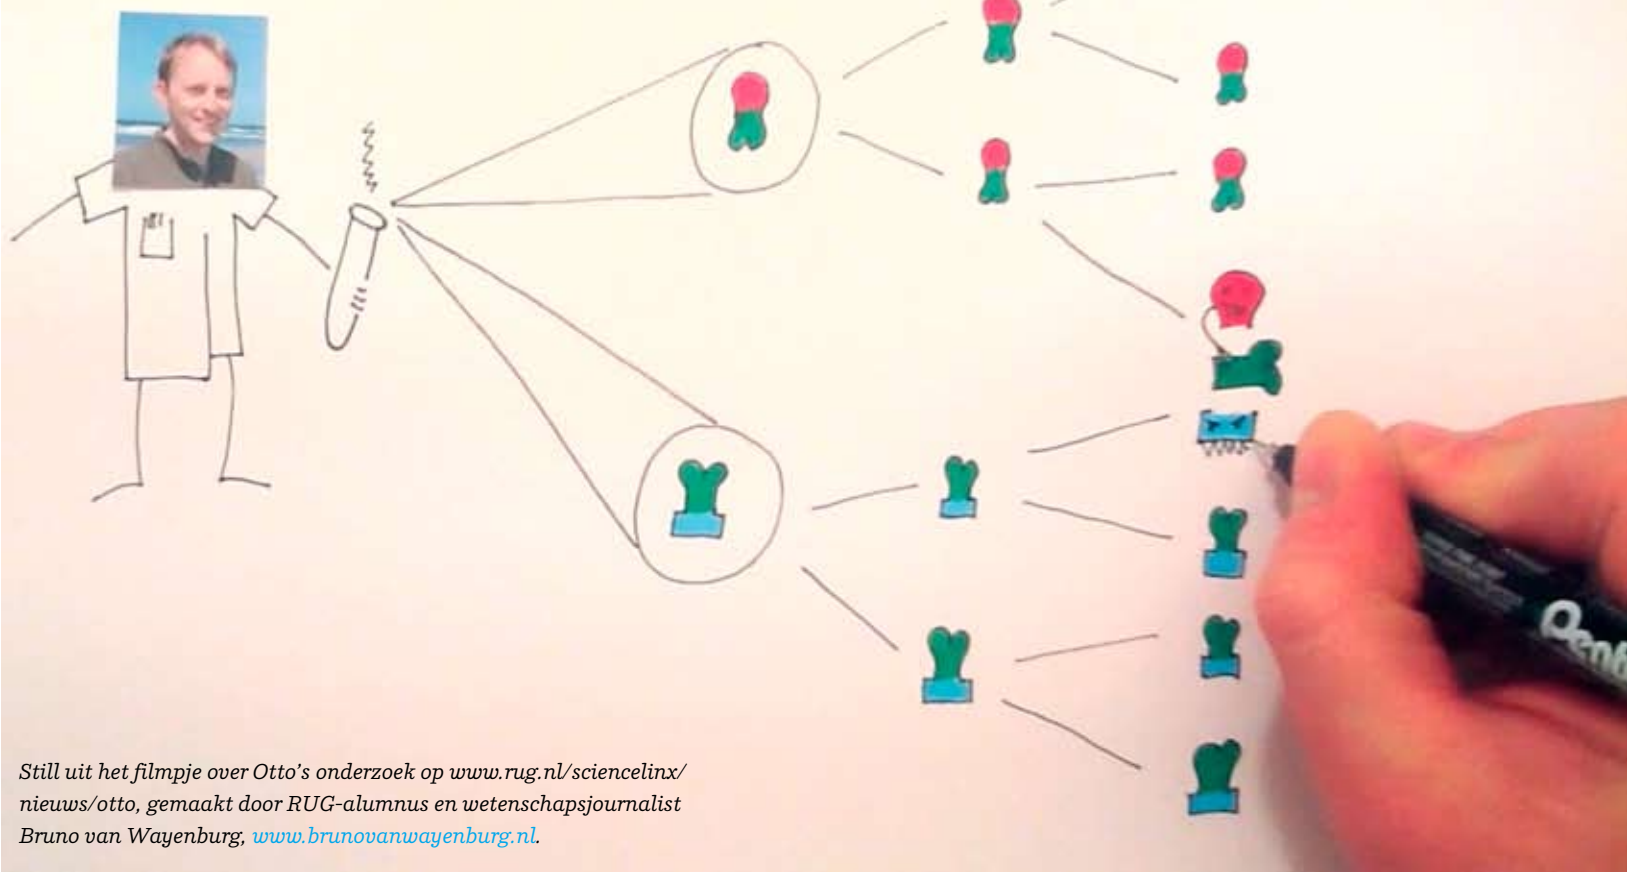 Still uit het filmpje over Otto's onderzoek op www.rug.nl/sciencelinx/
nieuws/otto, gemaakt door RUG-alumnus en wetenschapsjournalist
Bruno van Wayenburg, www.brunovanwayenburg.nl.